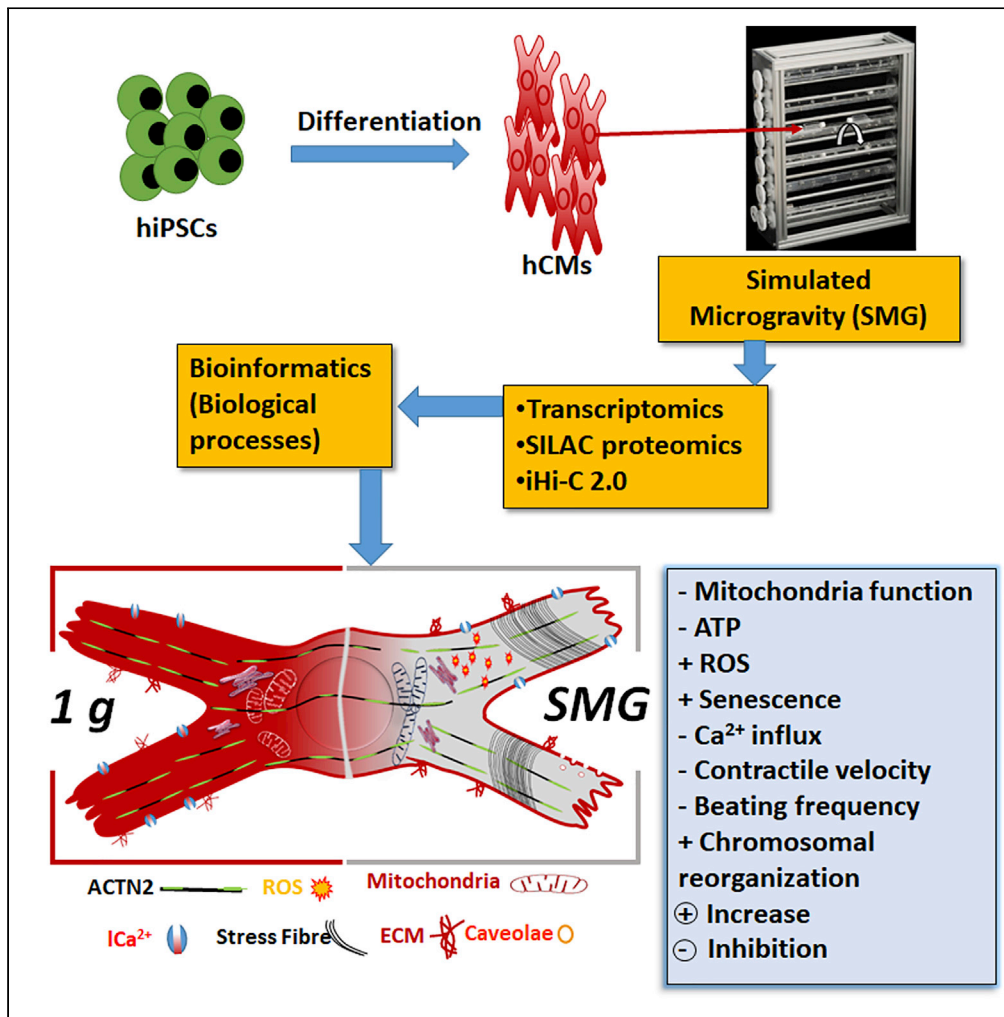 Differentiation
hiPSCs
hCMs
Simulated
Microgravity (SMG)
Bioinformatics
(Biological
processes)
•Transcriptomics
•SILAC proteomics
•iHi-C 2.0
1 g
SMG
- Mitochondria function
- ATP
+ ROS
+ Senescence
- Ca²⁺ influx
- Contractile velocity
- Beating frequency
+ Chromosomal
reorganization
⊕ Increase
⊖ Inhibition
ACTN2
ROS
Mitochondria
ICa²⁺
Stress Fibre
ECM
Caveolae